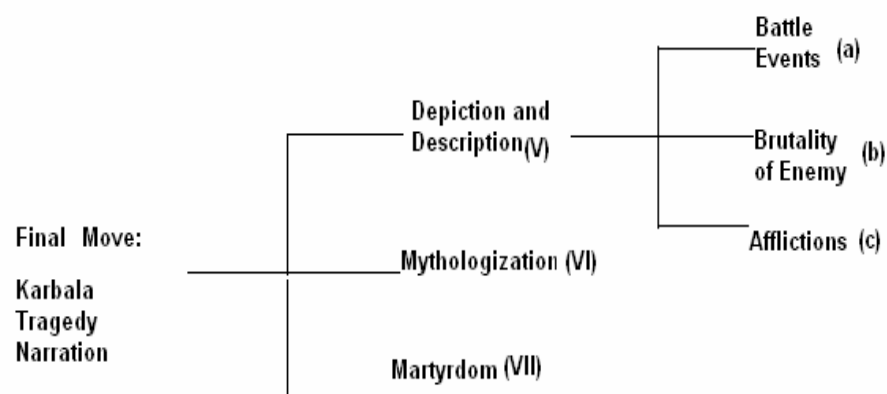 Final Move:
Karbala
Tragedy
Narration
Depiction and
Description(V)
Mythologization (VI)
Martyrdom (VII)
Battle
Events (a)
Brutality
of Enemy (b)
Afflictions (c)